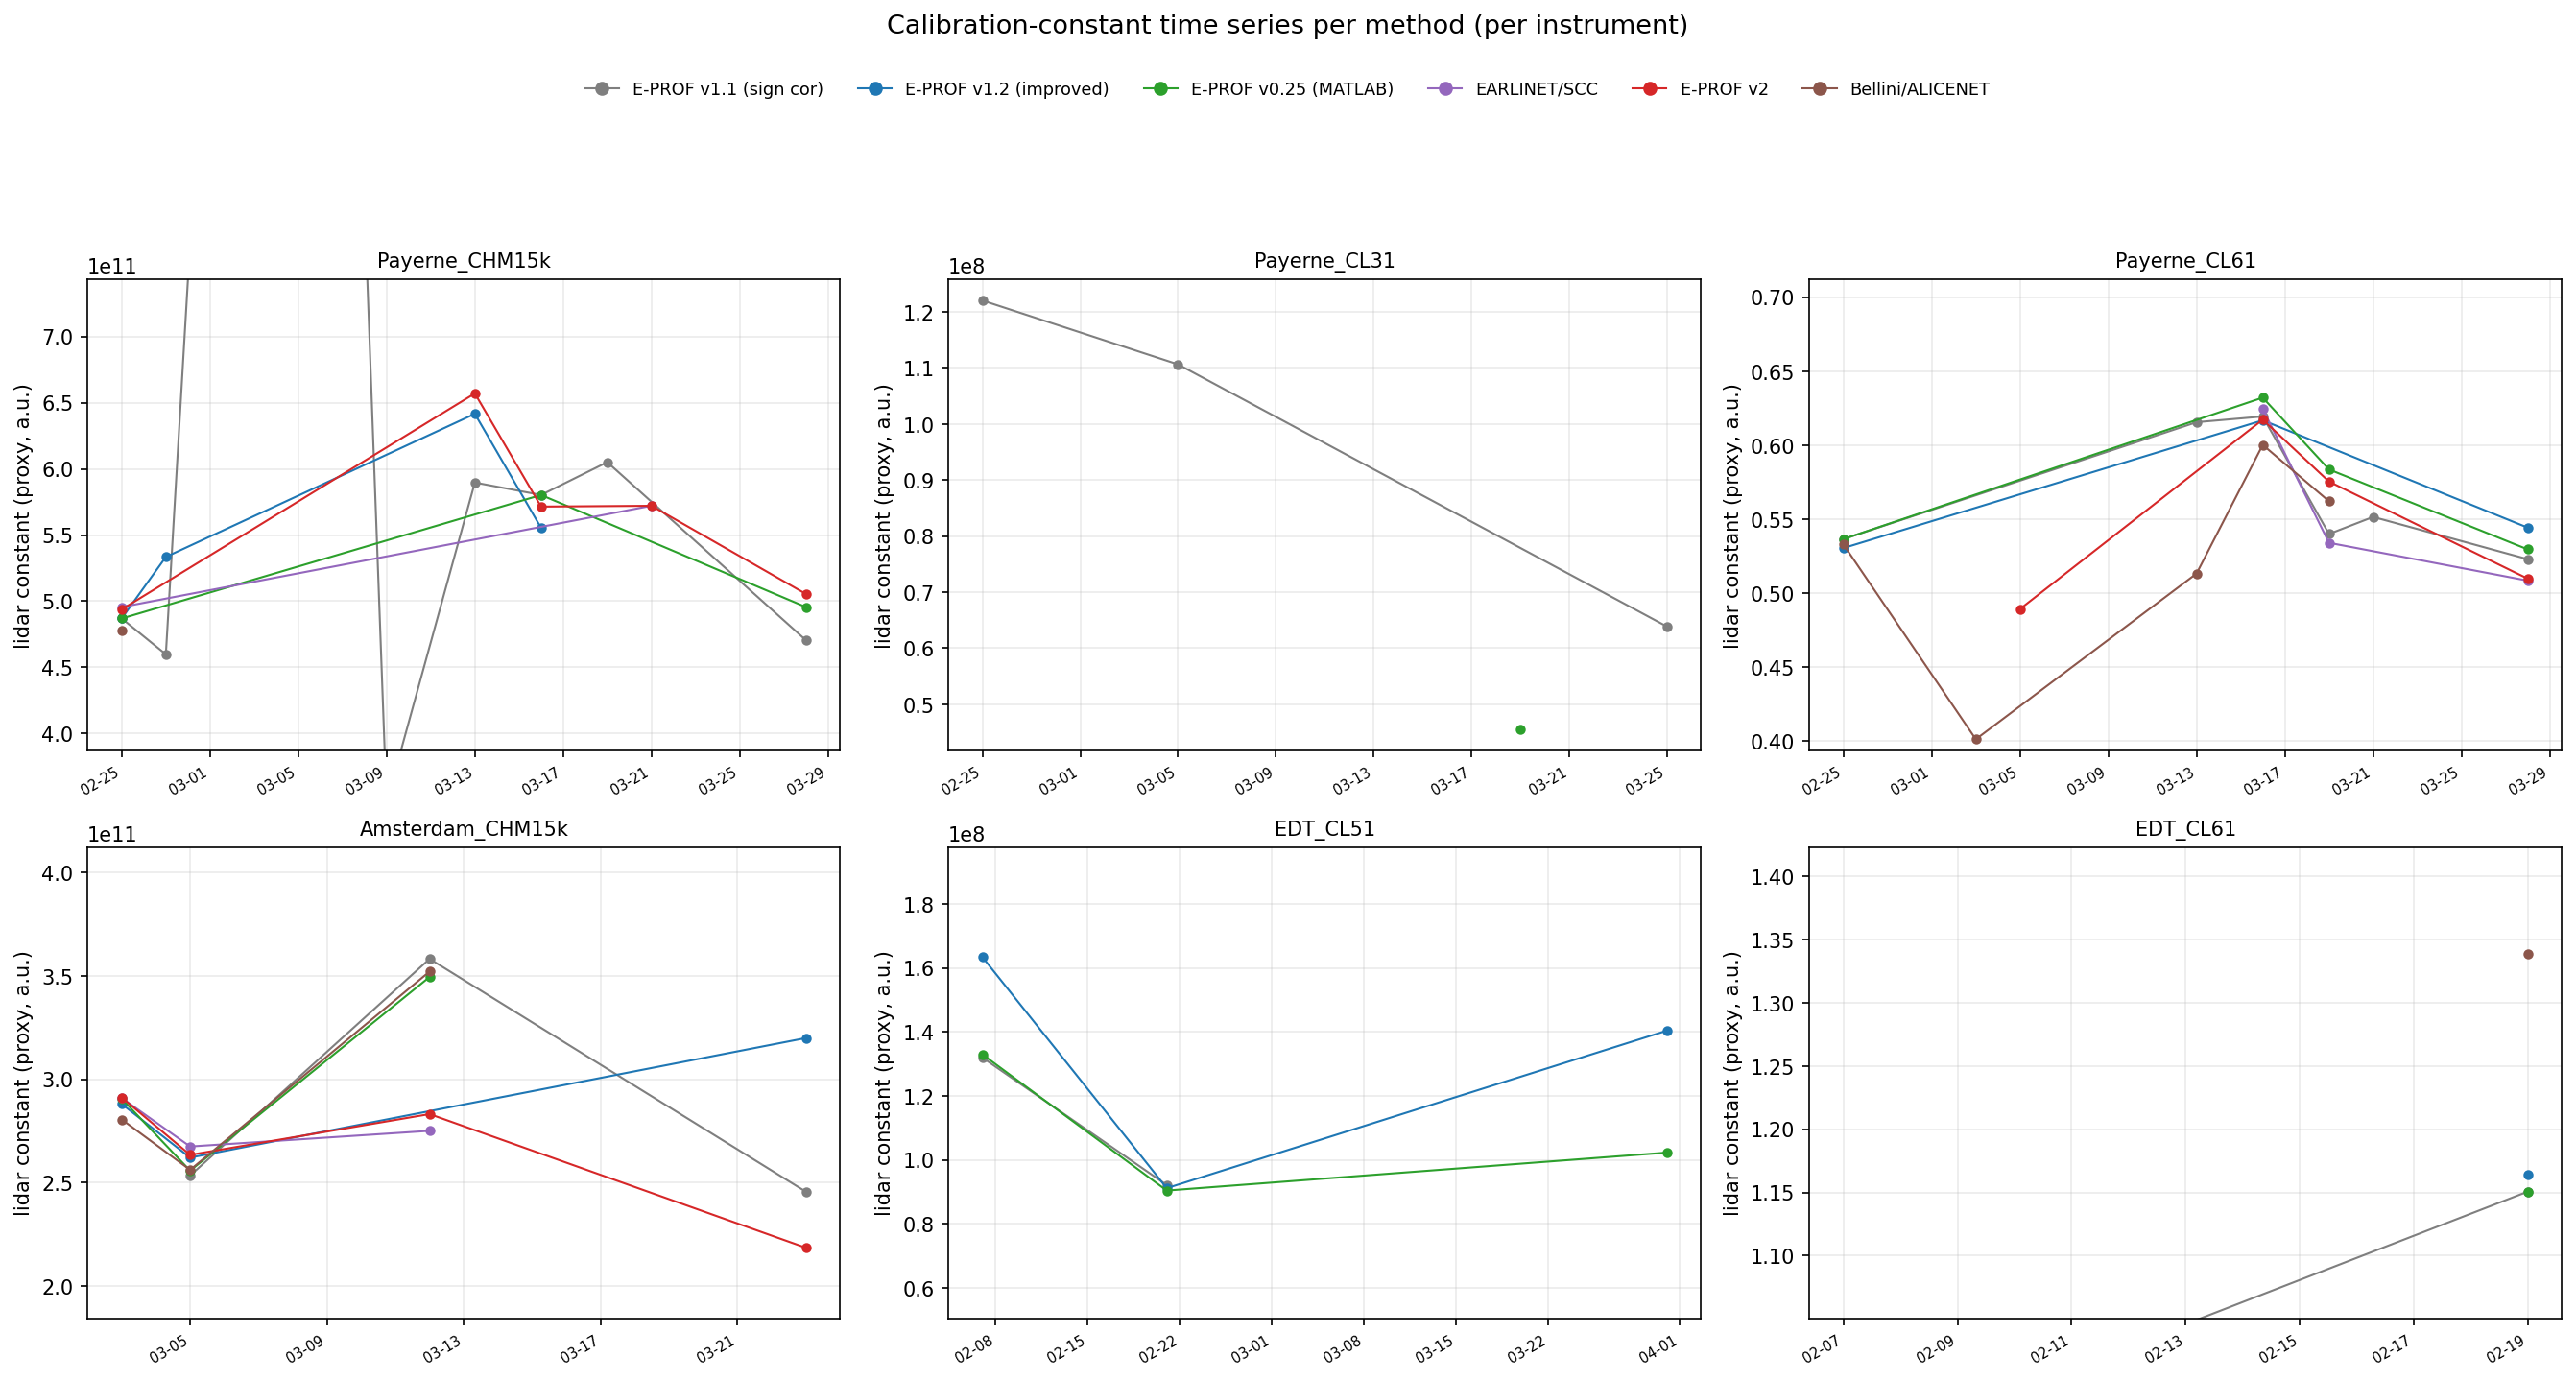 Calibration-constant time series per method (per instrument)
E-PROF v1.1 (sign cor) E-PROF v1.2 (improved) E-PROF v0.25 (MATLAB) EARLINET/SCC E-PROF v2 Bellini/ALICENET
Payerne_CHM15k
1e11
lidar constant (proxy, a.u.)
7.0
6.5
6.0
5.5
5.0
4.5
4.0
02-25 03-01 03-05 03-09 03-13 03-17 03-21 03-25 03-29
Payerne_CL31
1e8
lidar constant (proxy, a.u.)
1.2
1.1
1.0
0.9
0.8
0.7
0.6
0.5
02-25 03-01 03-05 03-09 03-13 03-17 03-21 03-25
Payerne_CL61
lidar constant (proxy, a.u.)
0.70
0.65
0.60
0.55
0.50
0.45
0.40
02-25 03-01 03-05 03-09 03-13 03-17 03-21 03-25 03-29
Amsterdam_CHM15k
1e11
lidar constant (proxy, a.u.)
4.0
3.5
3.0
2.5
2.0
03-05 03-09 03-13 03-17 03-21
EDT_CL51
1e8
lidar constant (proxy, a.u.)
1.8
1.6
1.4
1.2
1.0
0.8
0.6
02-08 02-15 02-22 03-01 03-08 03-15 03-22 04-01
EDT_CL61
lidar constant (proxy, a.u.)
1.40
1.35
1.30
1.25
1.20
1.15
1.10
02-07 02-09 02-11 02-13 02-15 02-17 02-19